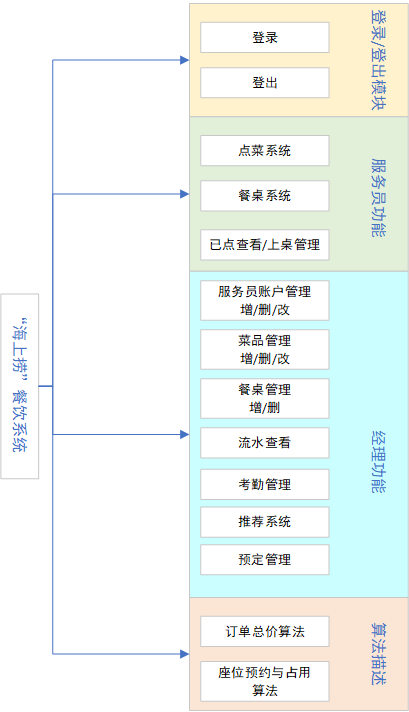 “海上捞”餐饮系统
登录/登出模块
登录
登出
服务员功能
点菜系统
餐桌系统
已点查看/上桌管理
经理功能
服务员账户管理
增/删/改
菜品管理
增/删/改
餐桌管理
增/删
流水查看
考勤管理
推荐系统
预定管理
算法描述
订单总价算法
座位预约与占用
算法